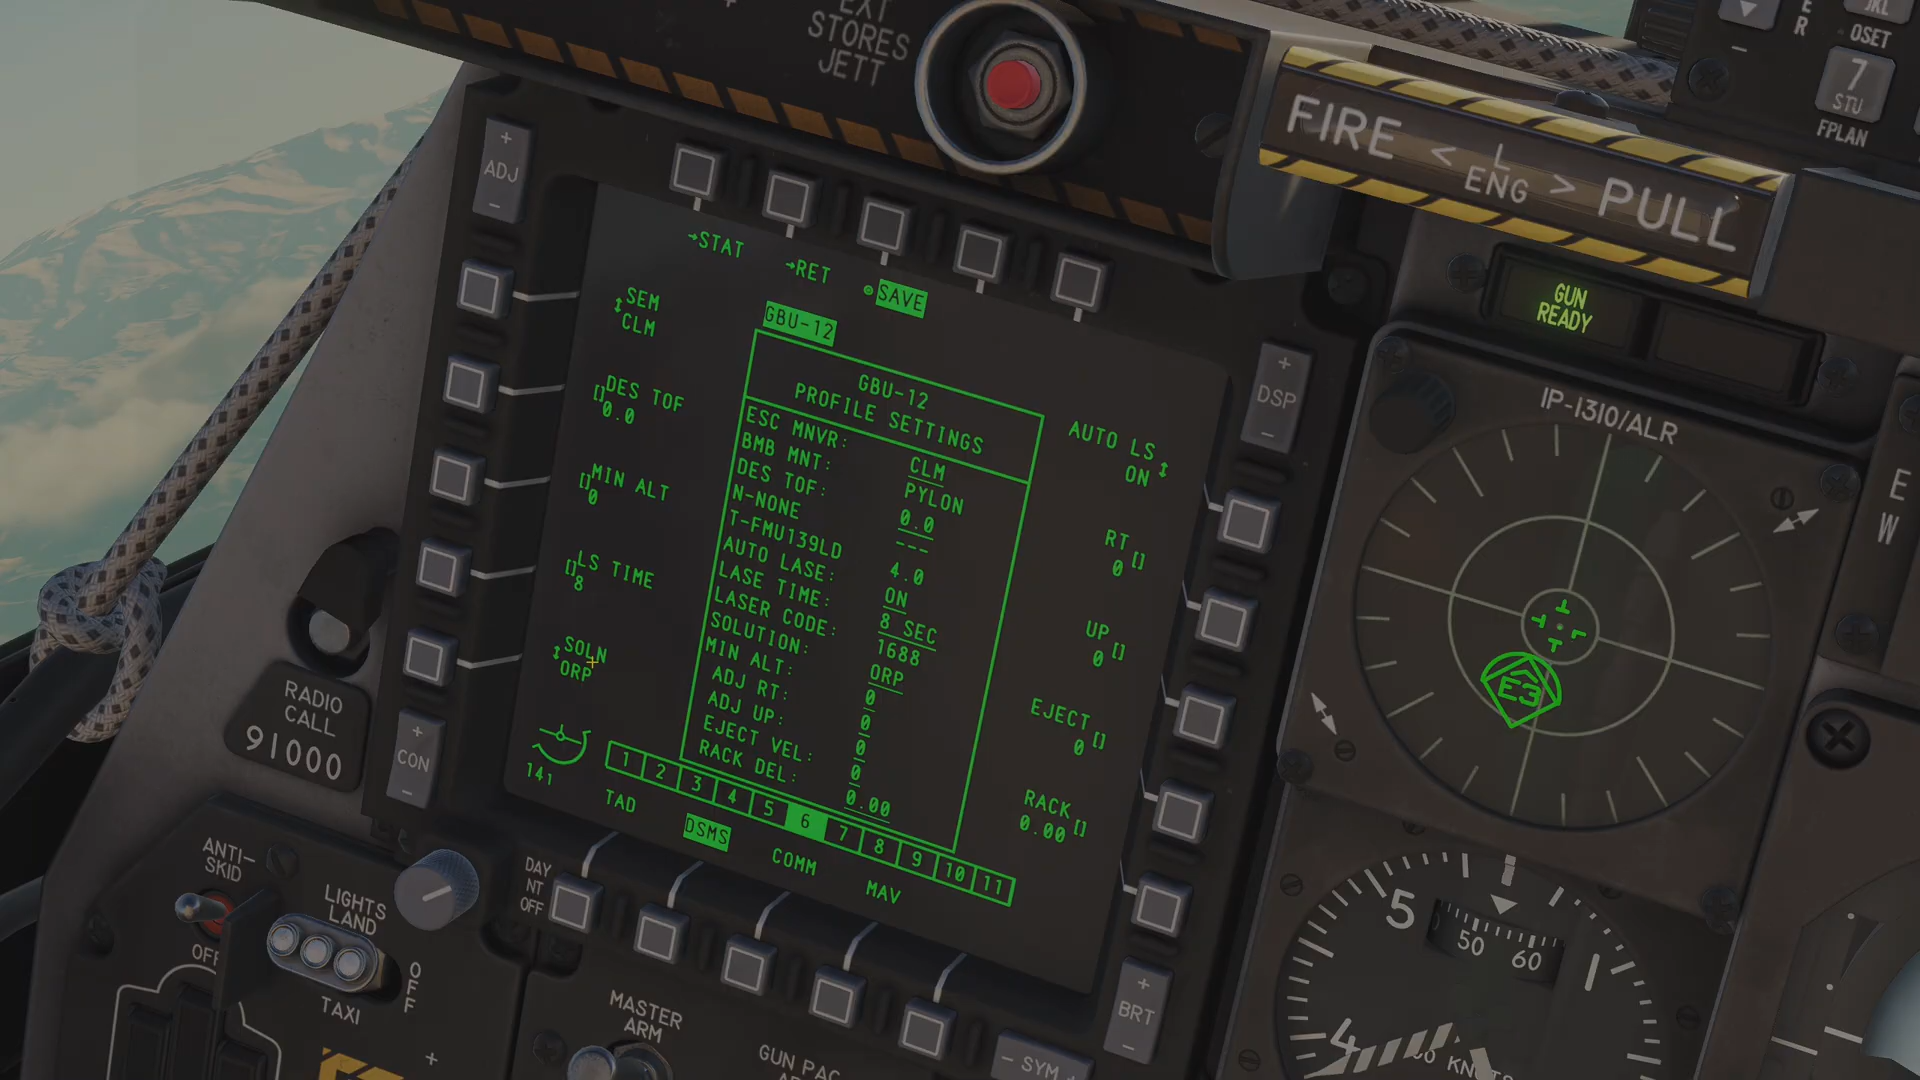 EXT
STORES
JETT
FIRE < L ENG > PULL
JKL
OSET
7
STU
FPLAN
E
R
+
ADJ
-
→STAT
→RET
SAVE
GUN
READY
SEM
CLM
GBU-12
+
DSP
-
IP-1310/ALR
GBU-12
PROFILE SETTINGS
DES TOF
0.0
AUTO LS
ON
ESC MNVR: CLM
BMB MNT: PYLON
DES TOF: 0.0
N-NONE ---
T-FMU139LD 4.0
AUTO LASE: ON
LASE TIME: 8 SEC
LASER CODE: 1688
SOLUTION: ORP
MIN ALT: 0
ADJ RT: 0
ADJ UP: 0
EJECT VEL: 0
RACK DEL: 0.00
MIN ALT
0
RT
0
LS TIME
8
UP
0
SOLN
ORP
EJECT
0
RACK
0.00
E
W
E3
RADIO
CALL
91000
+
CON
-
141
1 2 3 4 5 6 7 8 9 10 11
TAD
DSMS
COMM
MAV
DAY
NT
OFF
ANTI-
SKID
OFF
LIGHTS
LAND
TAXI
OFF
MASTER
ARM
GUN PAC
+
BRT
-
- SYM +
5
50 60
1
4
KNOTS